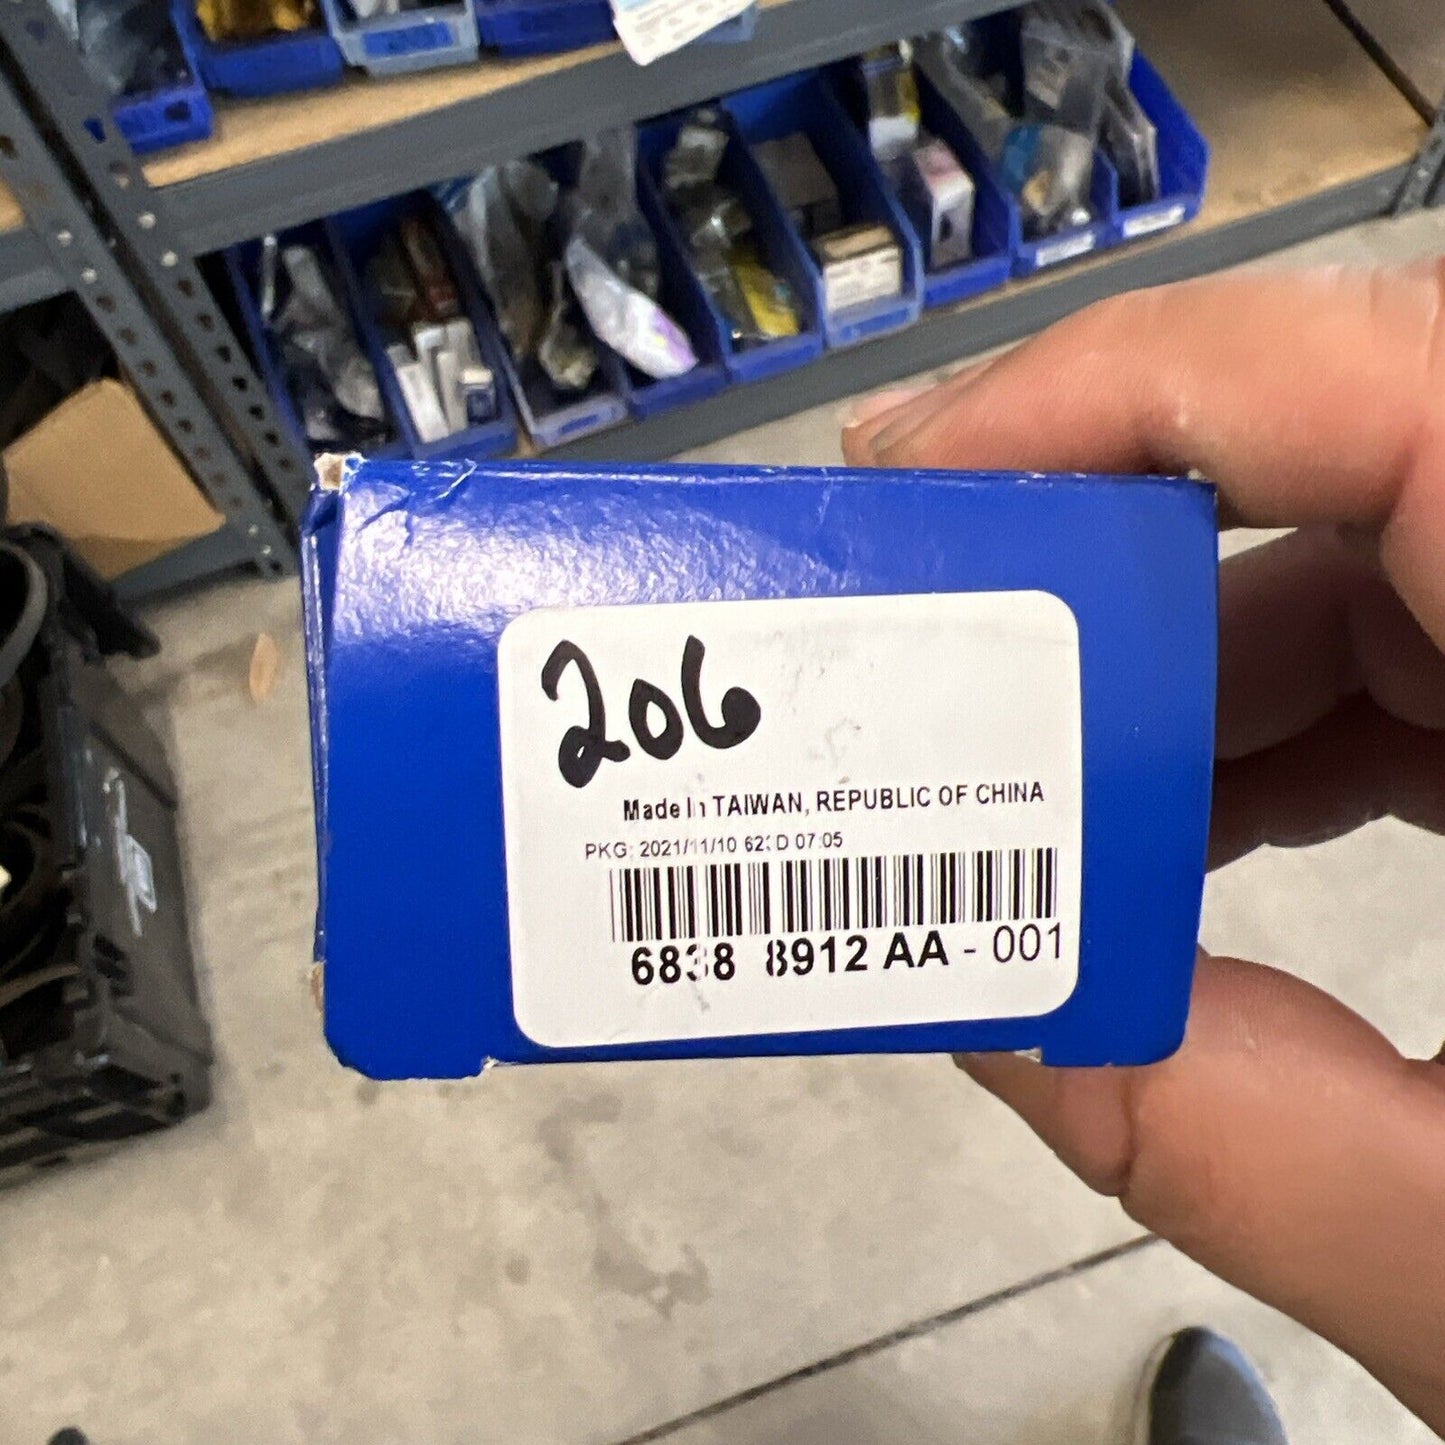 206
Made In TAIWAN, REPUBLIC OF CHINA
PKG: 2021/11/10 623D 07:05
6838 8912 AA - 001